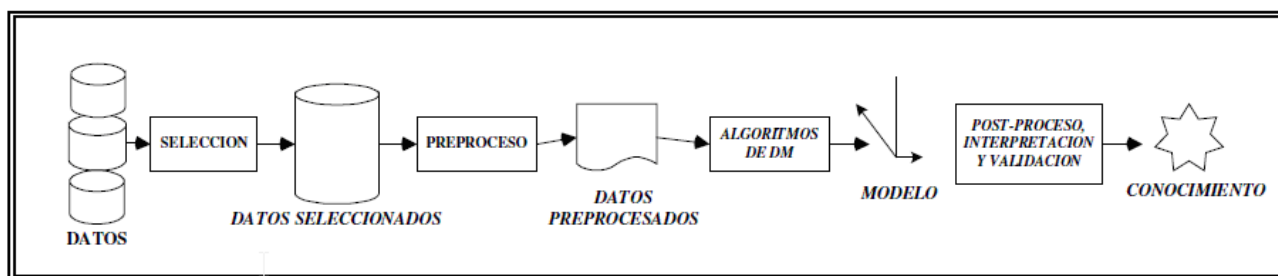 DATOS
SELECCION
DATOS SELECCIONADOS
PREPROCESO
DATOS
PREPROCESADOS
ALGORITMOS
DE DM
MODELO
POST-PROCESO,
INTERPRETACION
Y VALIDACION
CONOCIMIENTO